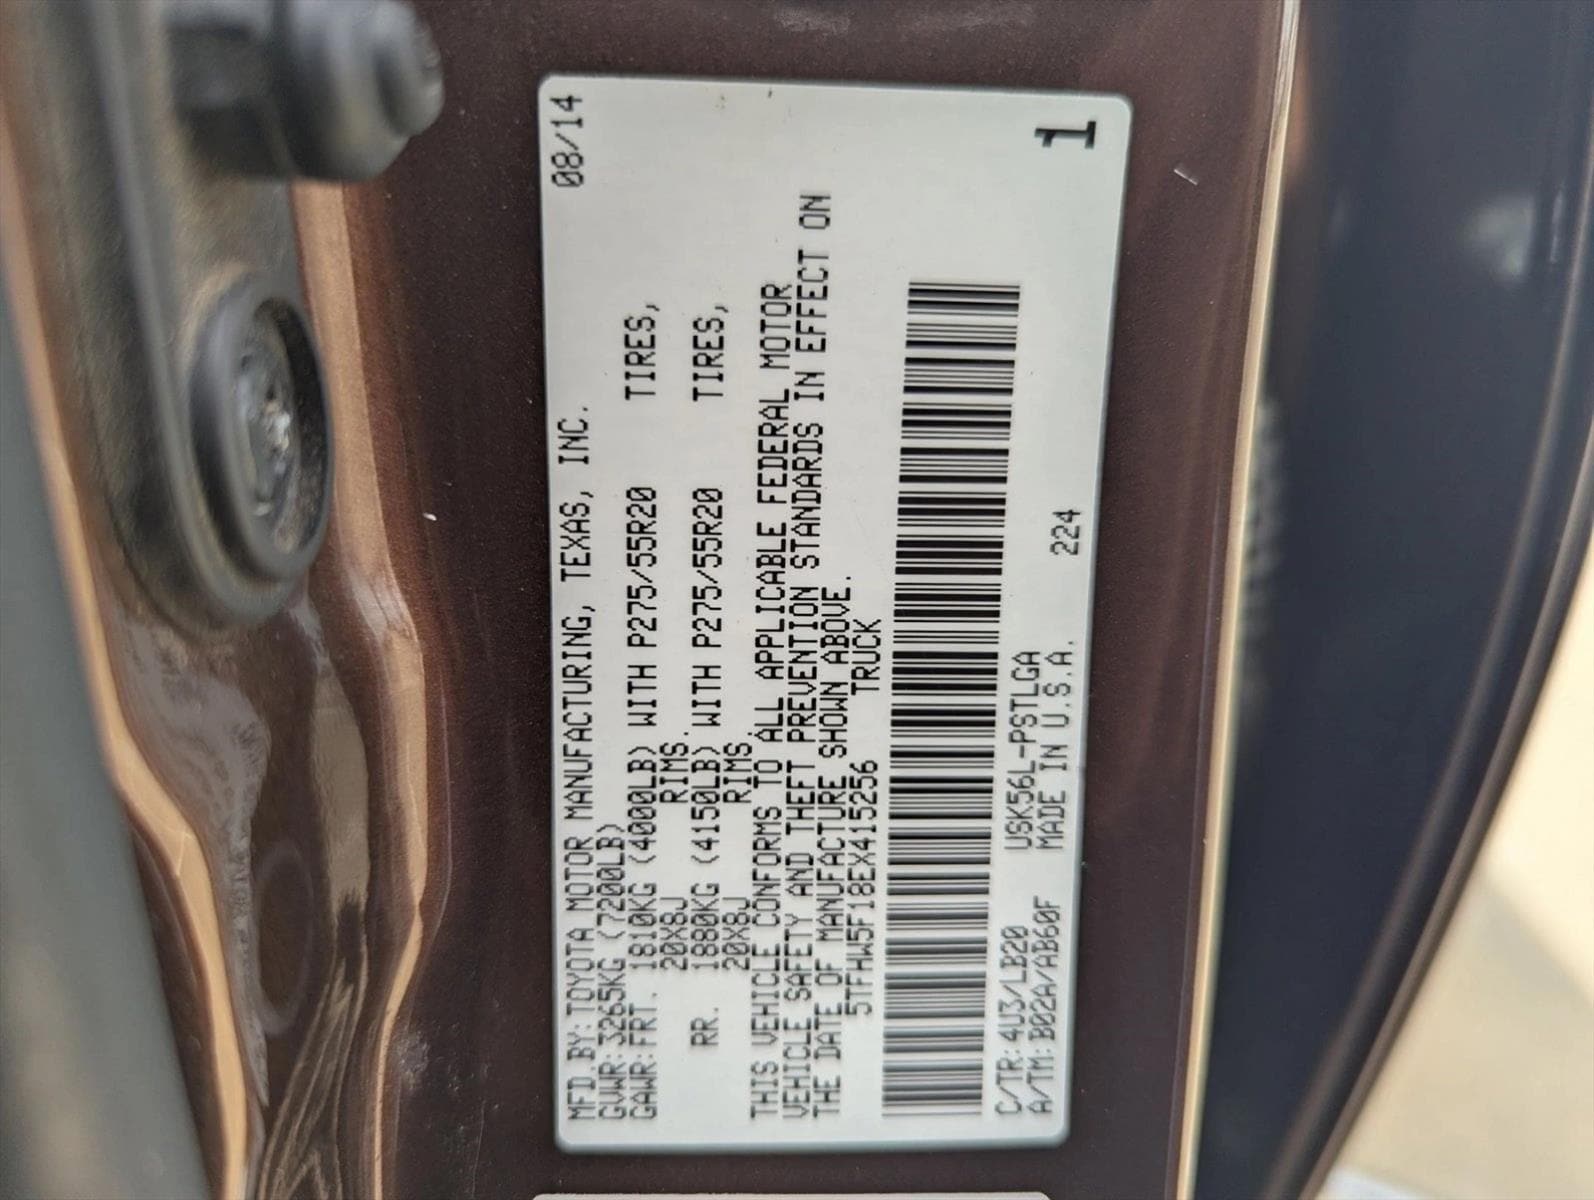 MFD.BY:TOYOTA MOTOR MANUFACTURING, TEXAS, INC. 08/14
GVWR:3265KG (7200LB)
GAWR:FRT. 1810KG (4000LB) WITH P275/55R20 TIRES,
20X8J RIMS.
RR. 1880KG (4150LB) WITH P275/55R20 TIRES,
20X8J RIMS.
THIS VEHICLE CONFORMS TO ALL APPLICABLE FEDERAL MOTOR
VEHICLE SAFETY AND THEFT PREVENTION STANDARDS IN EFFECT ON
THE DATE OF MANUFACTURE SHOWN ABOVE.
5TFHW5F18EX415256 TRUCK
C/TR:4U3/LB20 USK56L-PSTLGA
A/TM:B02A/AB60F MADE IN U.S.A. 224
1